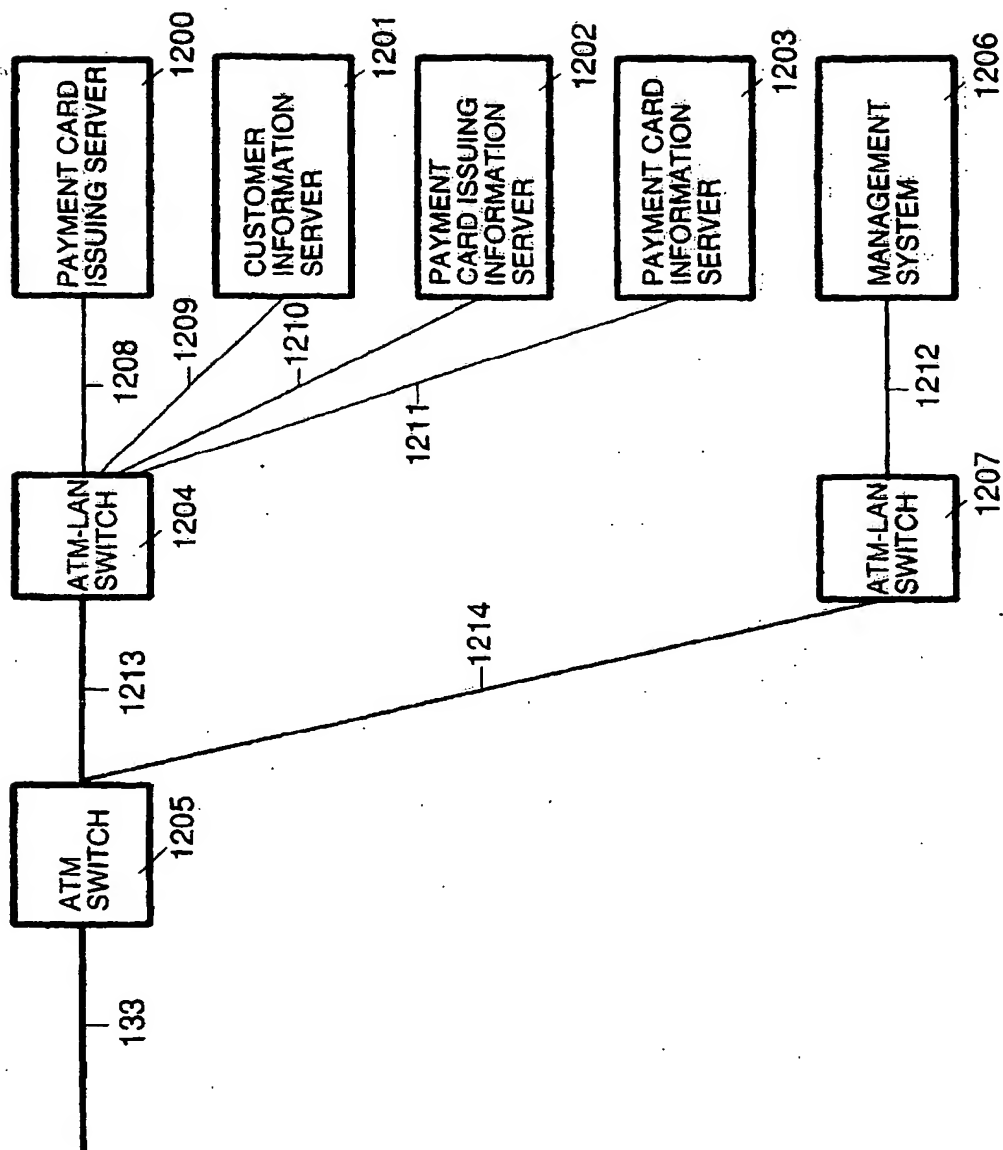 PAYMENT CARD
ISSUING SERVER
1200
CUSTOMER
INFORMATION
SERVER
1201
PAYMENT
CARD ISSUING
INFORMATION
SERVER
1202
PAYMENT CARD
INFORMATION
SERVER
1203
MANAGEMENT
SYSTEM
1206
1208
1209
1210
1211
1212
ATM-LAN
SWITCH
1204
ATM-LAN
SWITCH
1207
1213
1214
ATM
SWITCH
1205
133